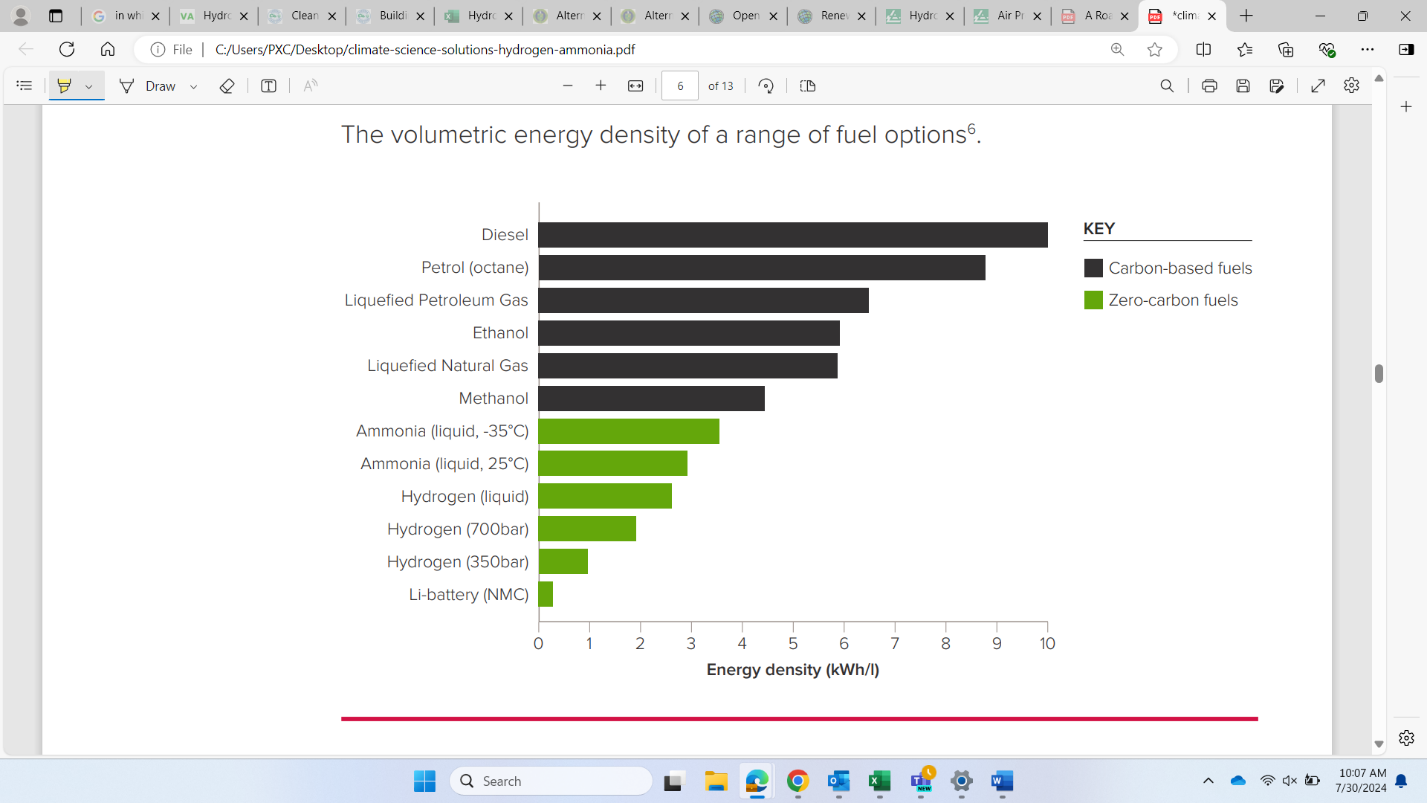 in whi
Hydro
Clean
Buildi
Hydro
Altern
Altern
Open
Renew
Hydro
Air Pr
A Roa
*clima
File
C:/Users/PXC/Desktop/climate-science-solutions-hydrogen-ammonia.pdf
Draw
6 of 13
The volumetric energy density of a range of fuel options⁶.
Diesel
Petrol (octane)
Liquefied Petroleum Gas
Ethanol
Liquefied Natural Gas
Methanol
Ammonia (liquid, -35°C)
Ammonia (liquid, 25°C)
Hydrogen (liquid)
Hydrogen (700bar)
Hydrogen (350bar)
Li-battery (NMC)
KEY
Carbon-based fuels
Zero-carbon fuels
0 1 2 3 4 5 6 7 8 9 10
Energy density (kWh/l)
Search
10:07 AM
7/30/2024